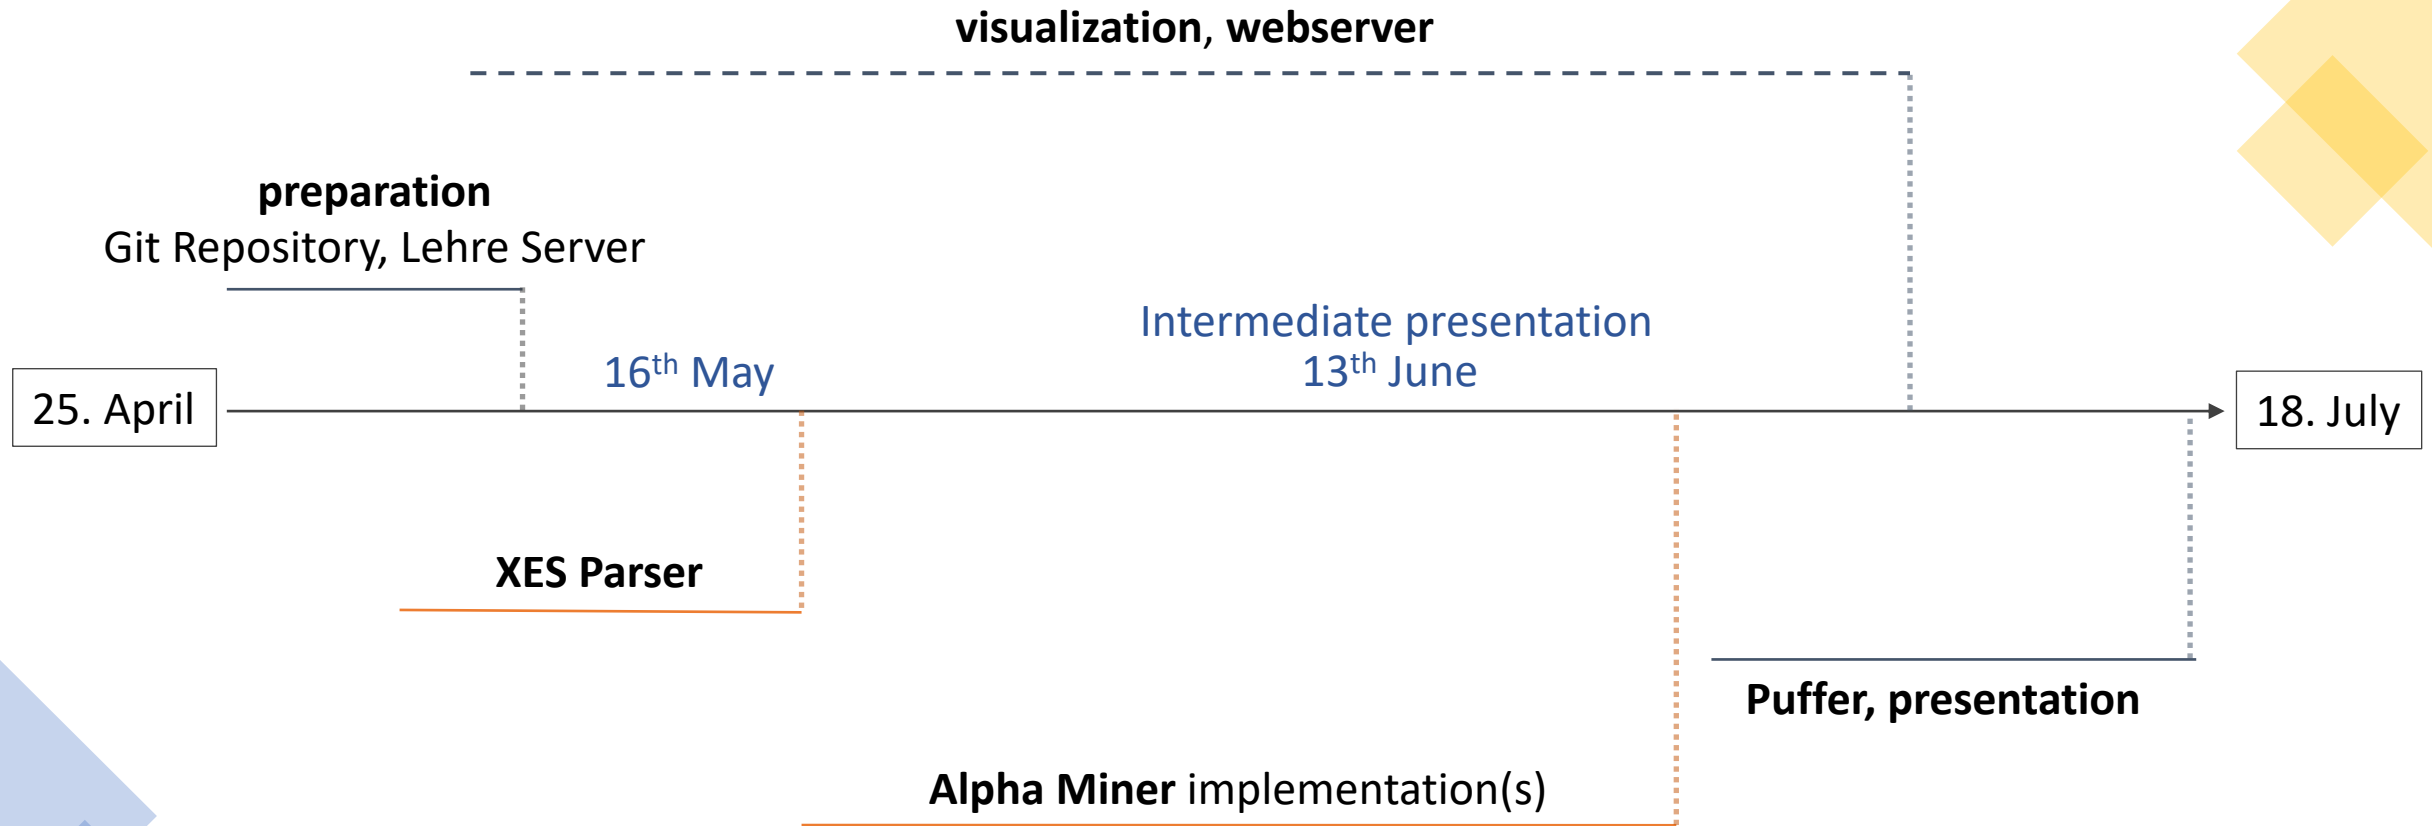 visualization, webserver
preparation
Git Repository, Lehre Server
Intermediate presentation
16th May
13th June
25. April
18. July
XES Parser
Puffer, presentation
Alpha Miner implementation(s)